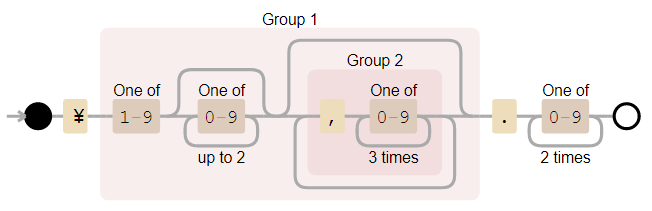 Group 1
Group 2
One of One of One of One of
¥ 1-9 0-9 , 0-9 . 0-9
up to 2 3 times 2 times